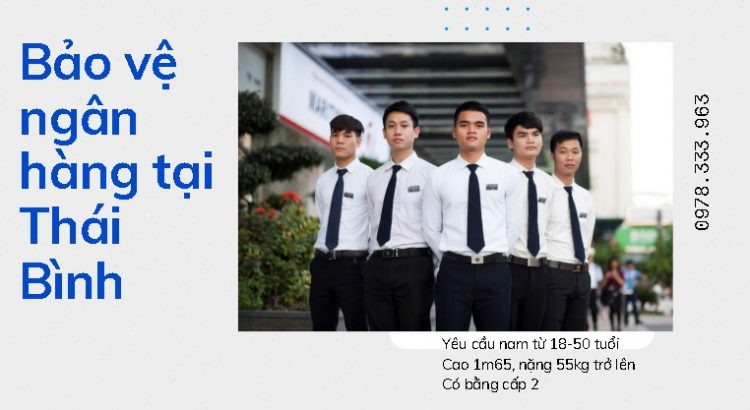 Bảo vệ
ngân
hàng tại
Thái
Bình
0978.333.963
Yêu cầu nam từ 18-50 tuổi
Cao 1m65, nặng 55kg trở lên
Có bằng cấp 2